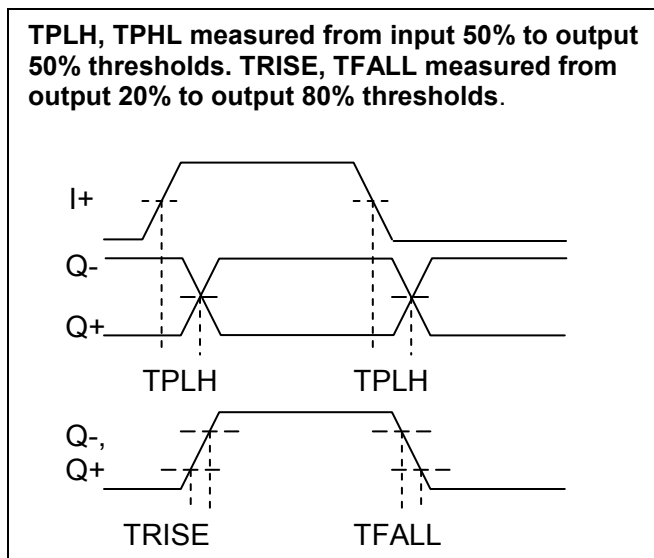 TPLH, TPHL measured from input 50% to output
50% thresholds. TRISE, TFALL measured from
output 20% to output 80% thresholds.
I+
Q-
Q+
TPLH TPLH
Q-,
Q+
TRISE TFALL